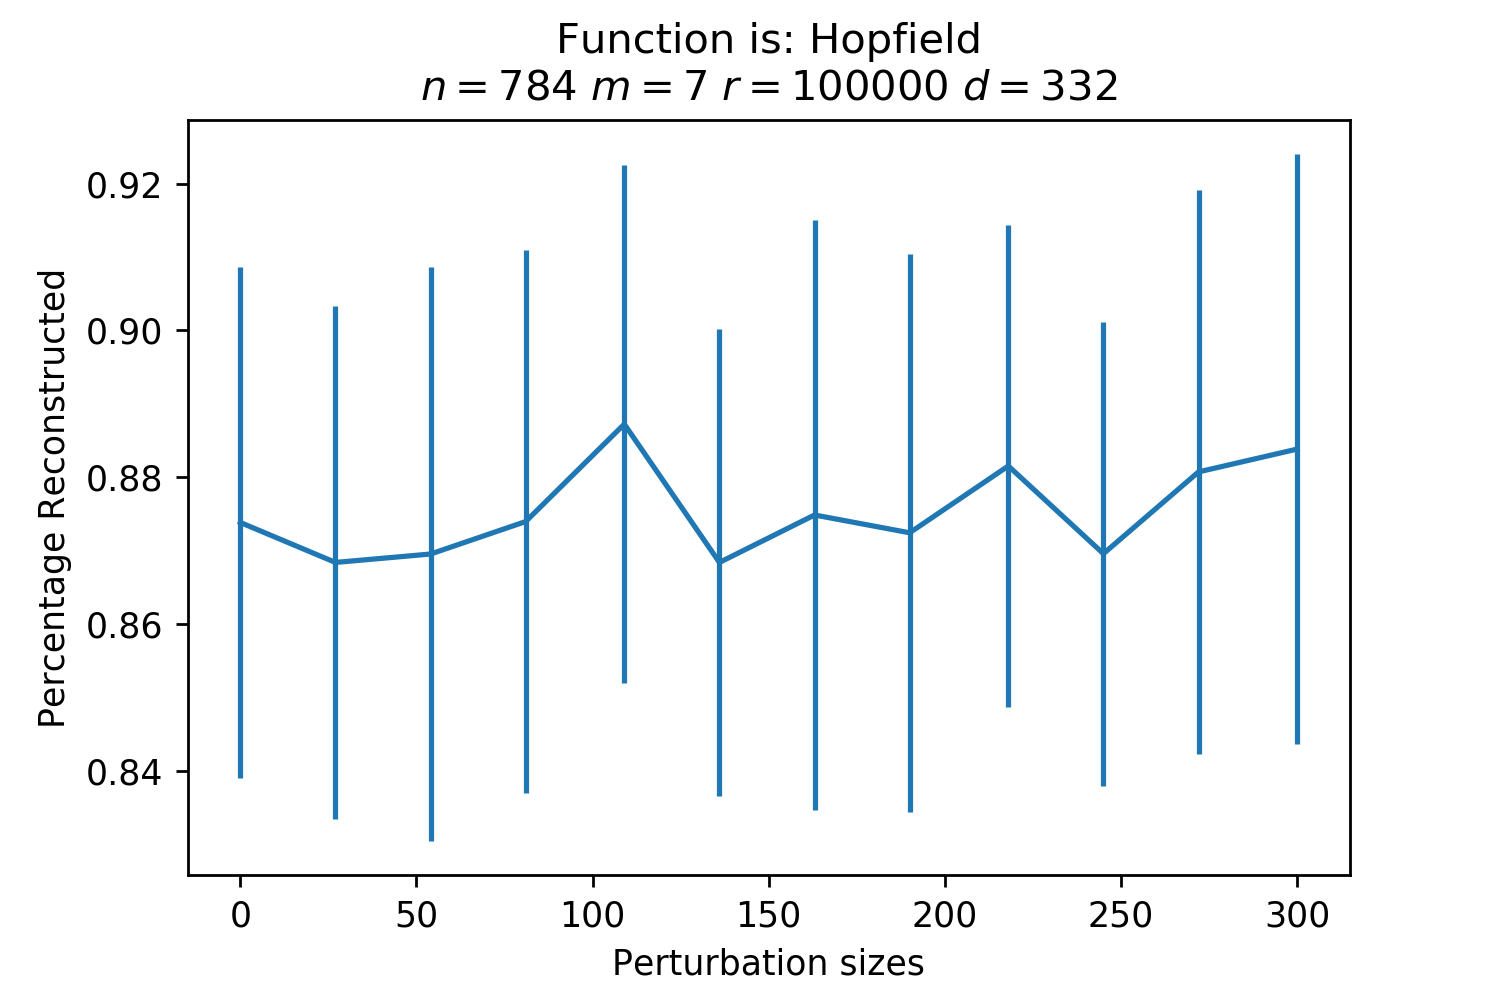 Function is: Hopfield
n = 784 m = 7 r = 100000 d = 332
Percentage Reconstructed
0.92
0.90
0.88
0.86
0.84
0 50 100 150 200 250 300
Perturbation sizes